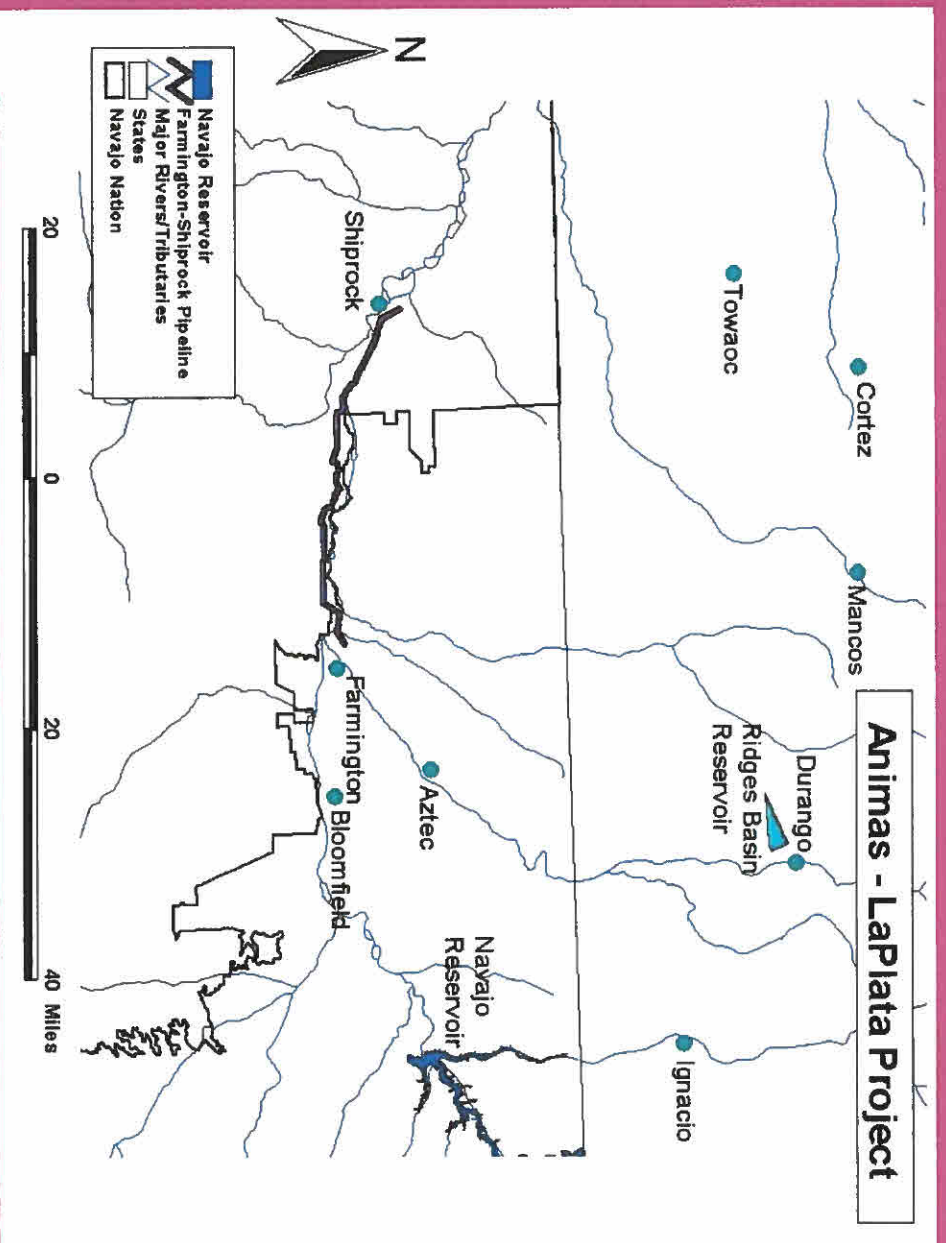 Animas - LaPlata Project
Cortez
Mancos
Durango
Towaoc
Ridges Basin
Reservoir
Ignacio
Shiprock
Aztec
Farmington
Bloomfield
Navajo
Reservoir
N
Navajo Reservoir
Farmington-Shiprock Pipeline
Major Rivers/Tributaries
States
Navajo Nation
20
0
20
40 Miles